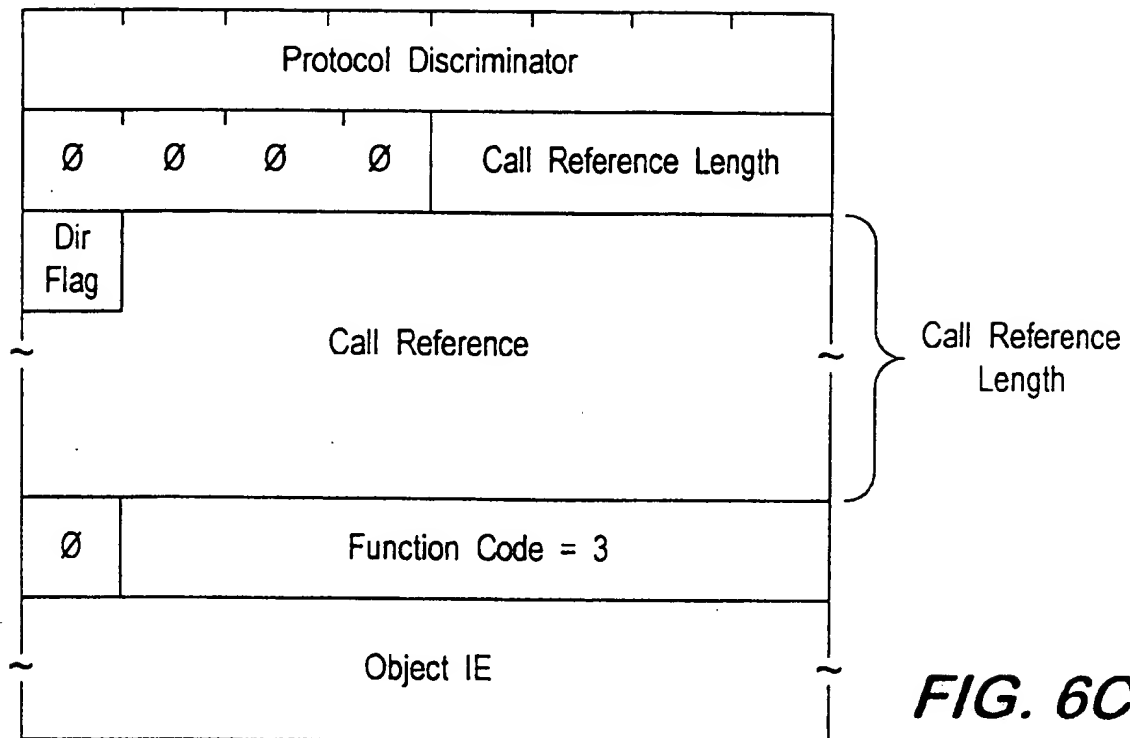 Protocol Discriminator
Ø Ø Ø Ø Call Reference Length
Dir
Flag
~ Call Reference ~
Call Reference
Length
Ø Function Code = 3
~ Object IE ~
FIG. 6C